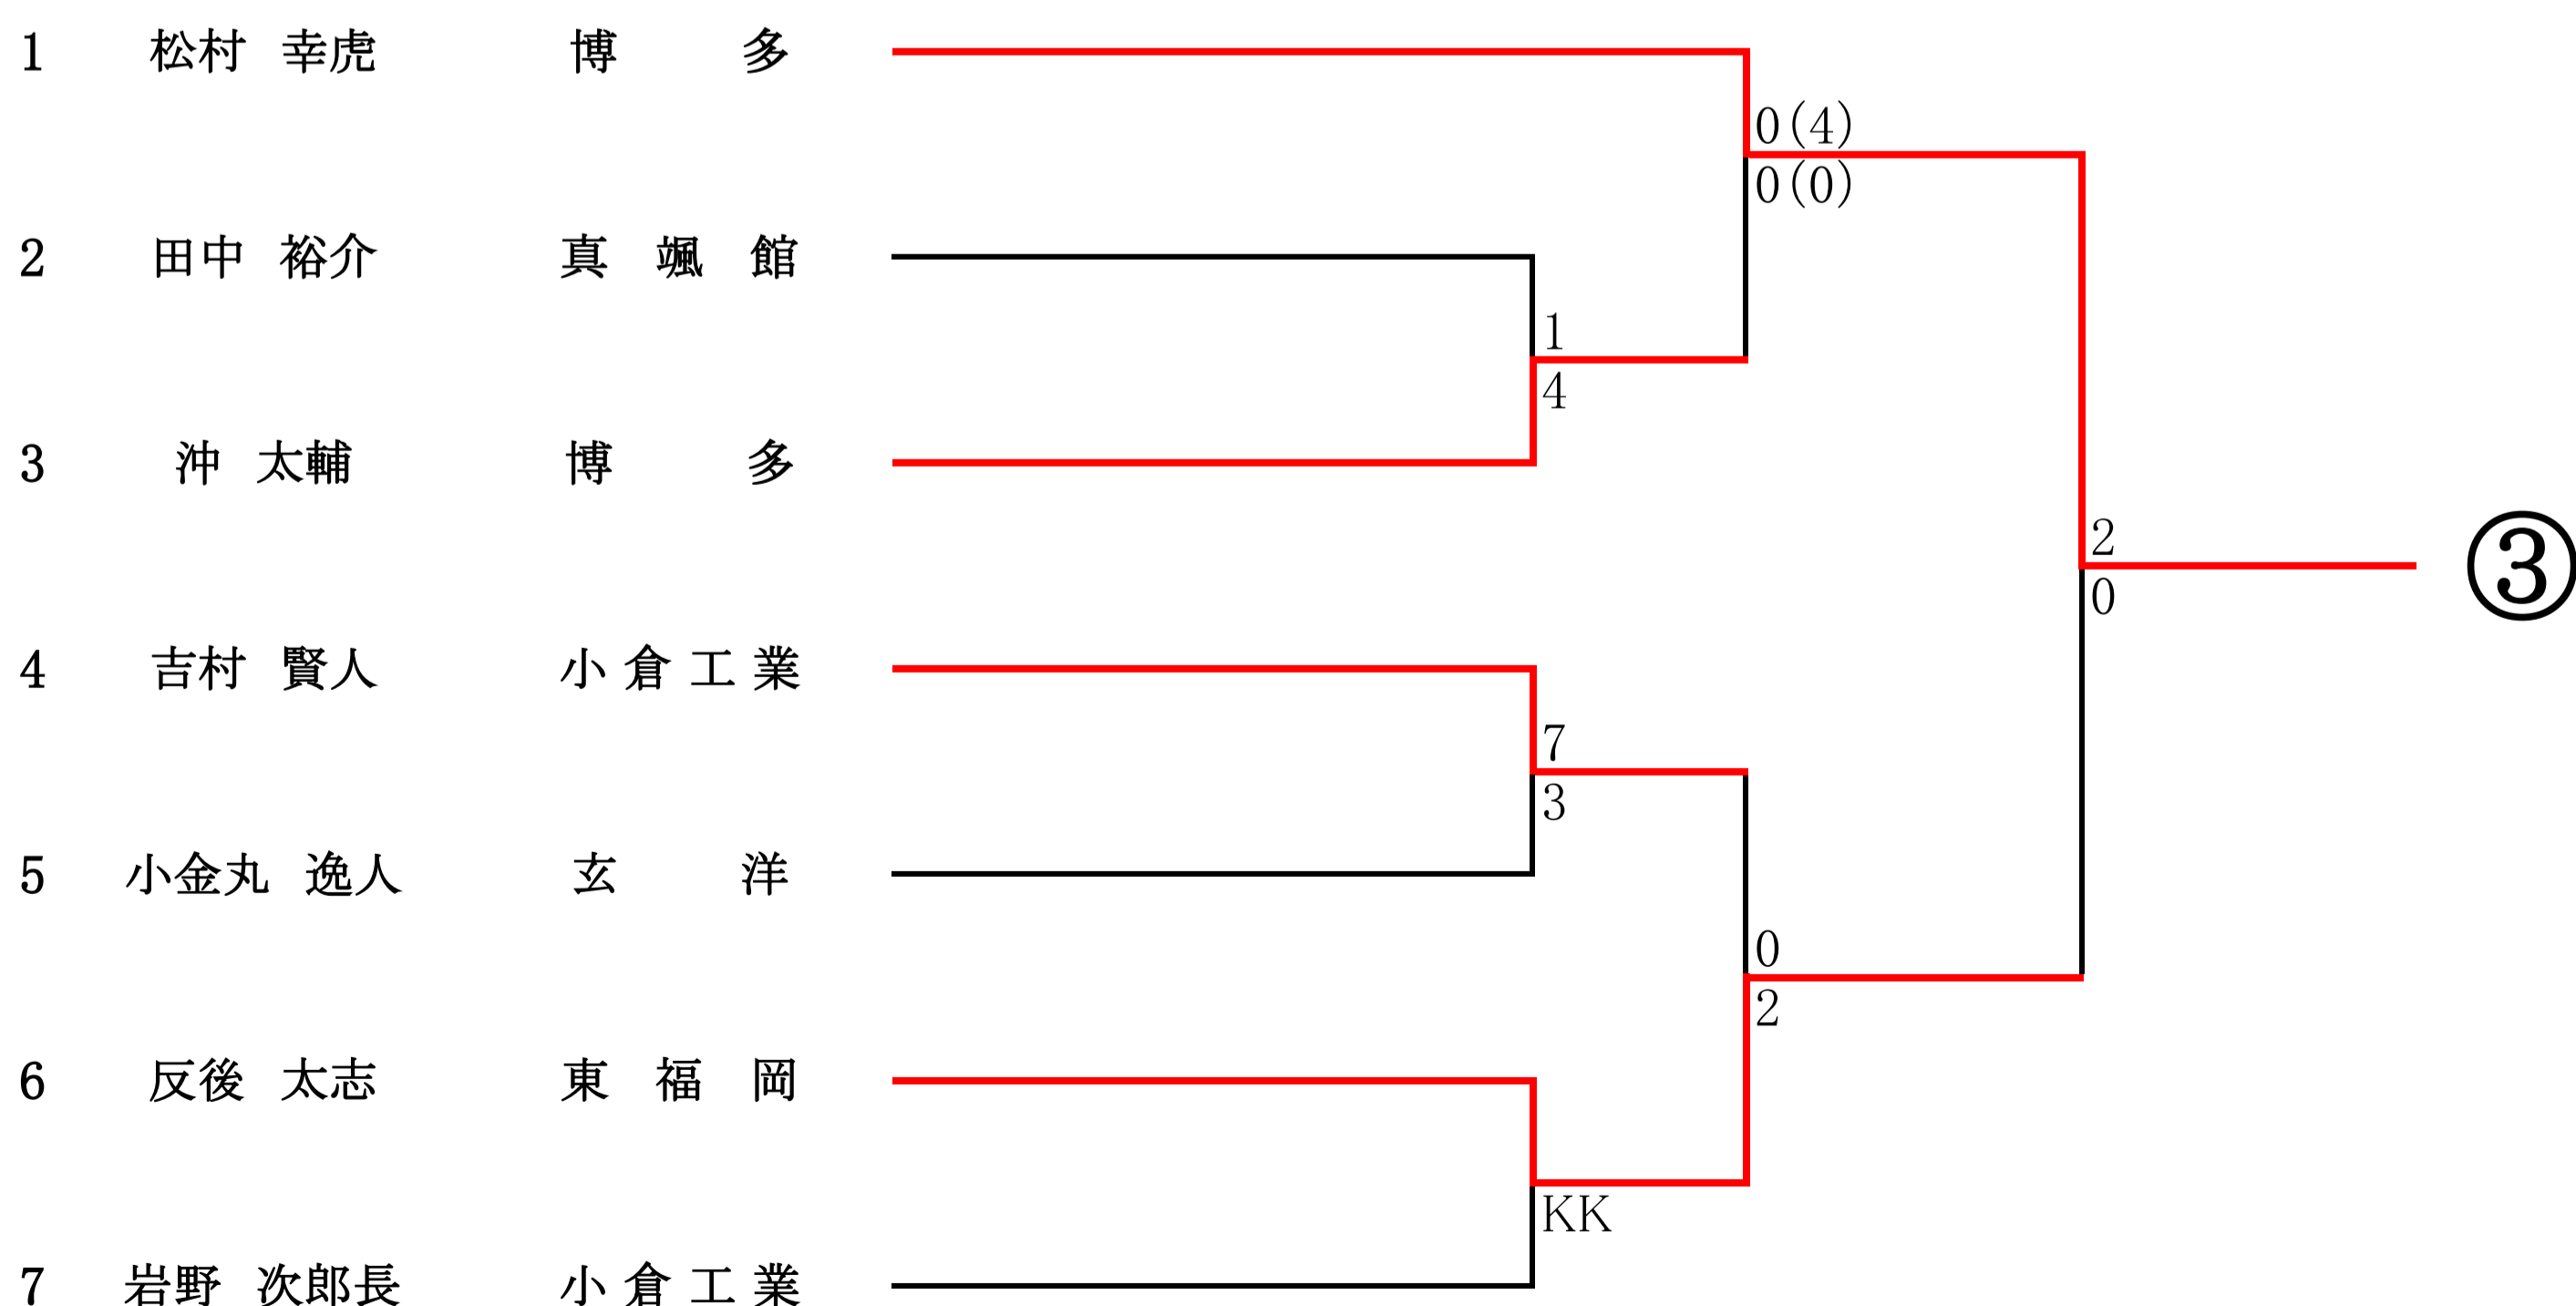 1 松村 幸虎 博多
0(4)
0(0)
2 田中 裕介 真颯館
1
4
3 沖 太輔 博多
2
0
③
4 吉村 賢人 小倉工業
7
3
5 小金丸 逸人 玄洋
0
2
6 反後 太志 東福岡
KK
7 岩野 次郎長 小倉工業